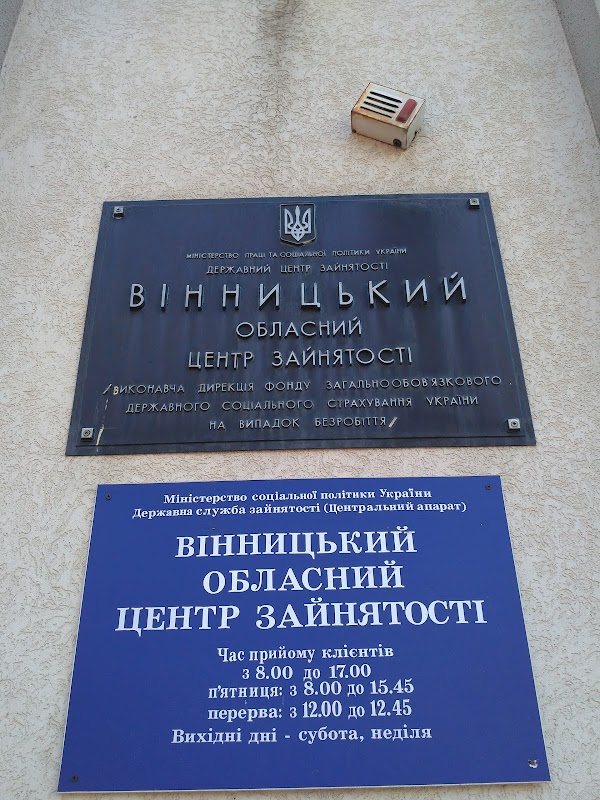 МІНІСТЕРСТВО ПРАЦІ ТА СОЦІАЛЬНОЇ ПОЛІТИКИ УКРАЇНИ
ДЕРЖАВНИЙ ЦЕНТР ЗАЙНЯТОСТІ
ВІННИЦЬКИЙ
ОБЛАСНИЙ
ЦЕНТР ЗАЙНЯТОСТІ
/ВИКОНАВЧА ДИРЕКЦІЯ ФОНДУ ЗАГАЛЬНООБОВ'ЯЗКОВОГО
ДЕРЖАВНОГО СОЦІАЛЬНОГО СТРАХУВАННЯ УКРАЇНИ
НА ВИПАДОК БЕЗРОБІТТЯ/
Міністерство соціальної політики України
Державна служба зайнятості (Центральний апарат)
ВІННИЦЬКИЙ
ОБЛАСНИЙ
ЦЕНТР ЗАЙНЯТОСТІ
Час прийому клієнтів
з 8.00 до 17.00
п'ятниця: з 8.00 до 15.45
перерва: з 12.00 до 12.45
Вихідні дні - субота, неділя